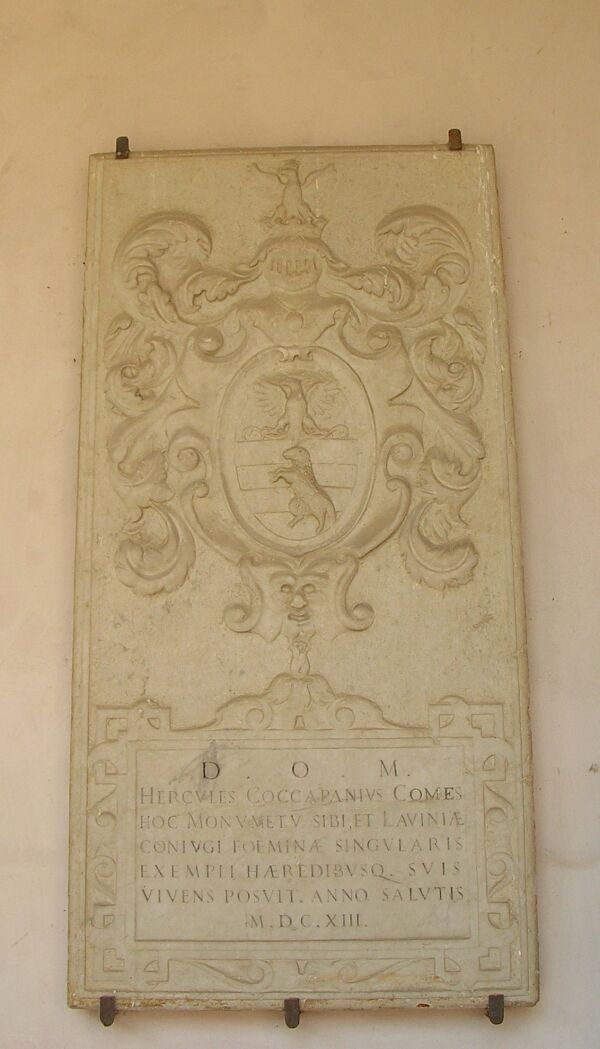 D. O. M.
HERCVLES COCCAPANIVS COMES
HOC MONVMETV SIBI, ET LAVINIÆ
CONIVGI FOEMINÆ SINGVLARIS
EXEMPLI HÆREDIBVSQ. SVIS
VIVENS POSVIT. ANNO SALVTIS
M.D.C.XIII.